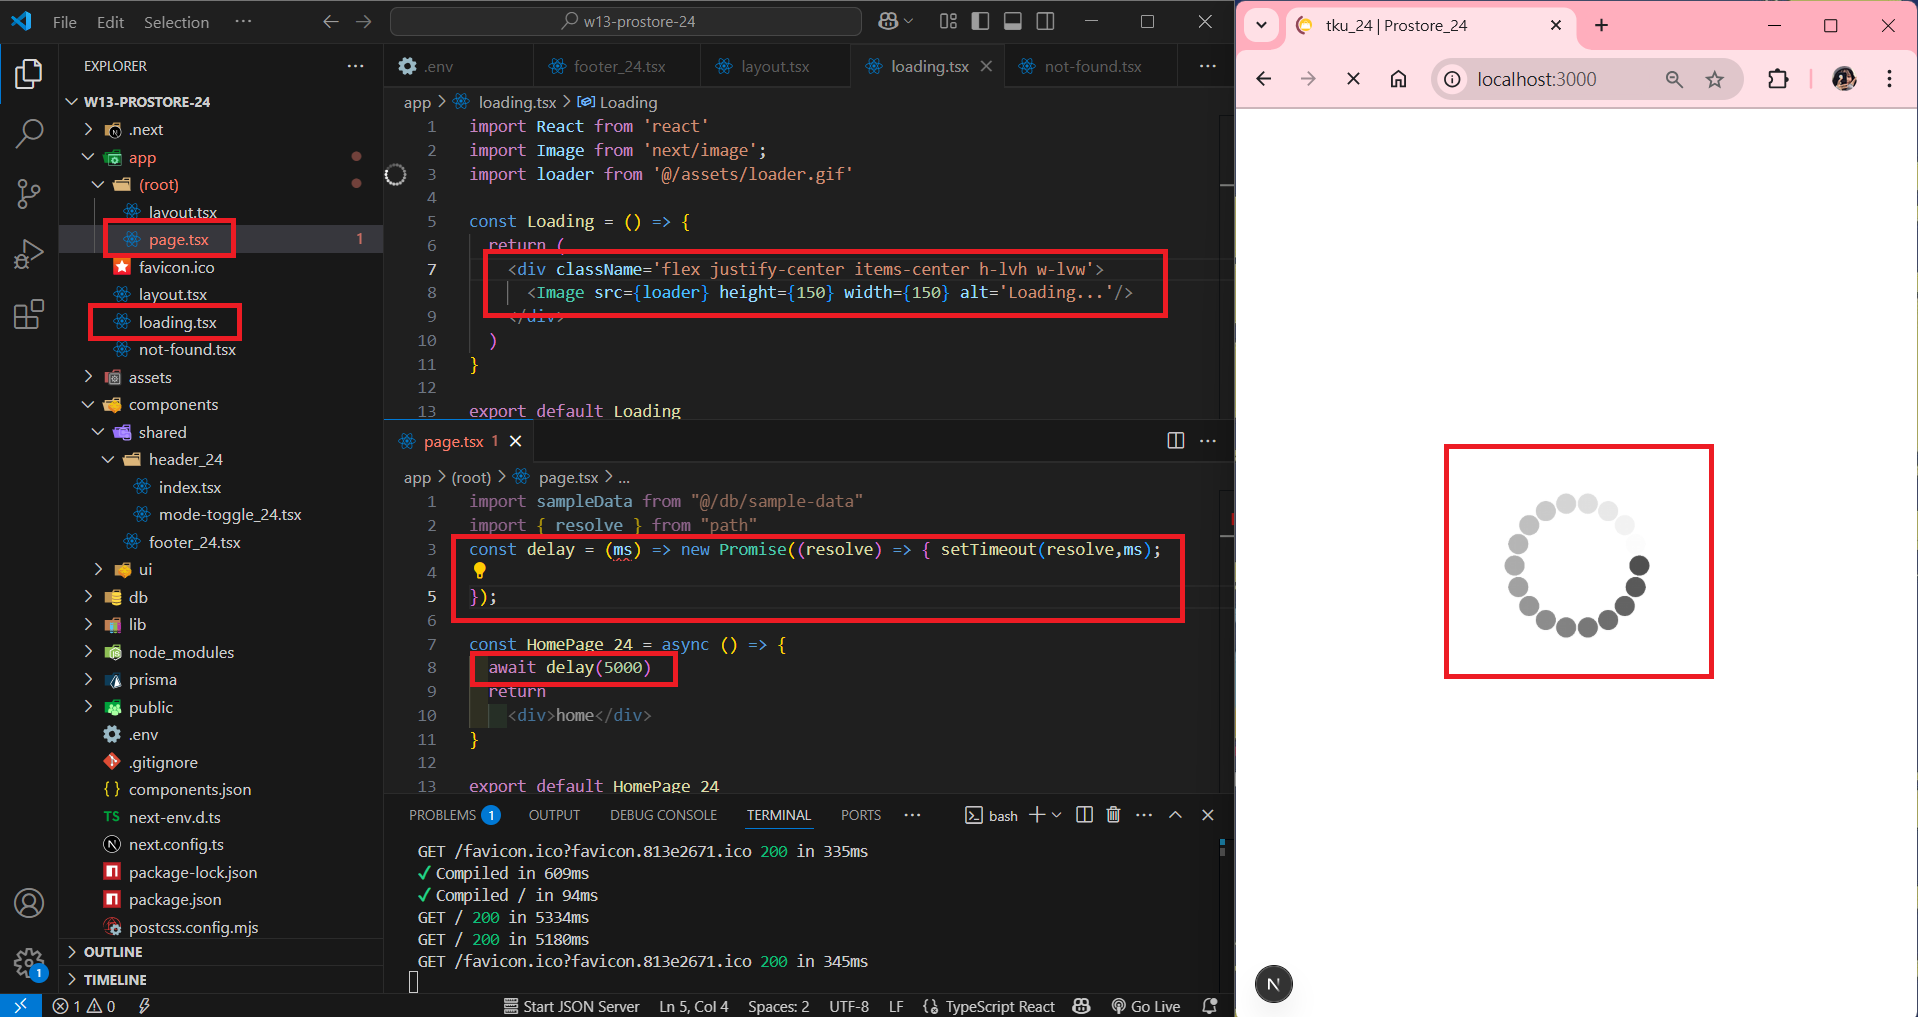 File Edit Selection ···
w13-prostore-24
EXPLORER
W13-PROSTORE-24
.next
app
(root)
layout.tsx
page.tsx 1
favicon.ico
layout.tsx
loading.tsx
not-found.tsx
assets
components
shared
header_24
index.tsx
mode-toggle_24.tsx
footer_24.tsx
ui
db
lib
node_modules
prisma
public
.env
.gitignore
components.json
TS next-env.d.ts
next.config.ts
package-lock.json
package.json
postcss.config.mjs
OUTLINE
TIMELINE
.env footer_24.tsx layout.tsx loading.tsx not-found.tsx
app > loading.tsx > Loading
1 import React from 'react'
2 import Image from 'next/image';
3 import loader from '@/assets/loader.gif'
4
5 const Loading = () => {
6 return (
7 <div className='flex justify-center items-center h-lvh w-lvw'>
8 <Image src={loader} height={150} width={150} alt='Loading...'/>
9 </div>
10 )
11 }
12
13 export default Loading
page.tsx 1
app > (root) > page.tsx > ...
1 import sampleData from "@/db/sample-data"
2 import { resolve } from "path"
3 const delay = (ms) => new Promise((resolve) => { setTimeout(resolve,ms);
4
5 });
6
7 const HomePage_24 = async () => {
8 await delay(5000)
9 return
10 <div>home</div>
11 }
12
13 export default HomePage_24
PROBLEMS 1 OUTPUT DEBUG CONSOLE TERMINAL PORTS ··· bash
GET /favicon.ico?favicon.813e2671.ico 200 in 335ms
✓ Compiled in 609ms
✓ Compiled / in 94ms
GET / 200 in 5334ms
GET / 200 in 5180ms
GET /favicon.ico?favicon.813e2671.ico 200 in 345ms
1
1 0 Start JSON Server Ln 5, Col 4 Spaces: 2 UTF-8 LF {} TypeScript React Go Live
tku_24 | Prostore_24
localhost:3000
N